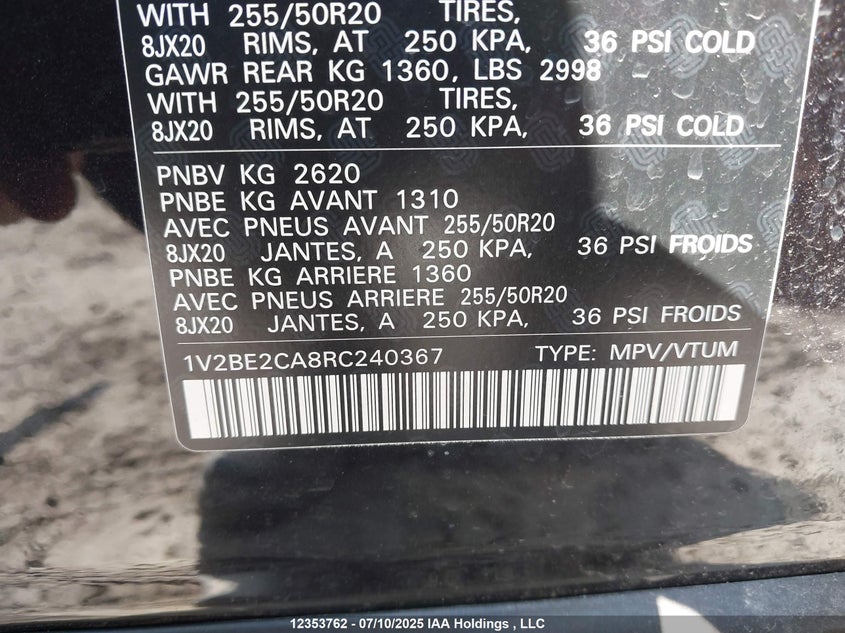 WITH 255/50R20 TIRES,
8JX20 RIMS, AT 250 KPA, 36 PSI COLD
GAWR REAR KG 1360, LBS 2998
WITH 255/50R20 TIRES,
8JX20 RIMS, AT 250 KPA, 36 PSI COLD
PNBV KG 2620
PNBE KG AVANT 1310
AVEC PNEUS AVANT 255/50R20
8JX20 JANTES, A 250 KPA, 36 PSI FROIDS
PNBE KG ARRIERE 1360
AVEC PNEUS ARRIERE 255/50R20
8JX20 JANTES, A 250 KPA, 36 PSI FROIDS
1V2BE2CA8RC240367 TYPE: MPV/VTUM
12353762 - 07/10/2025 IAA Holdings , LLC